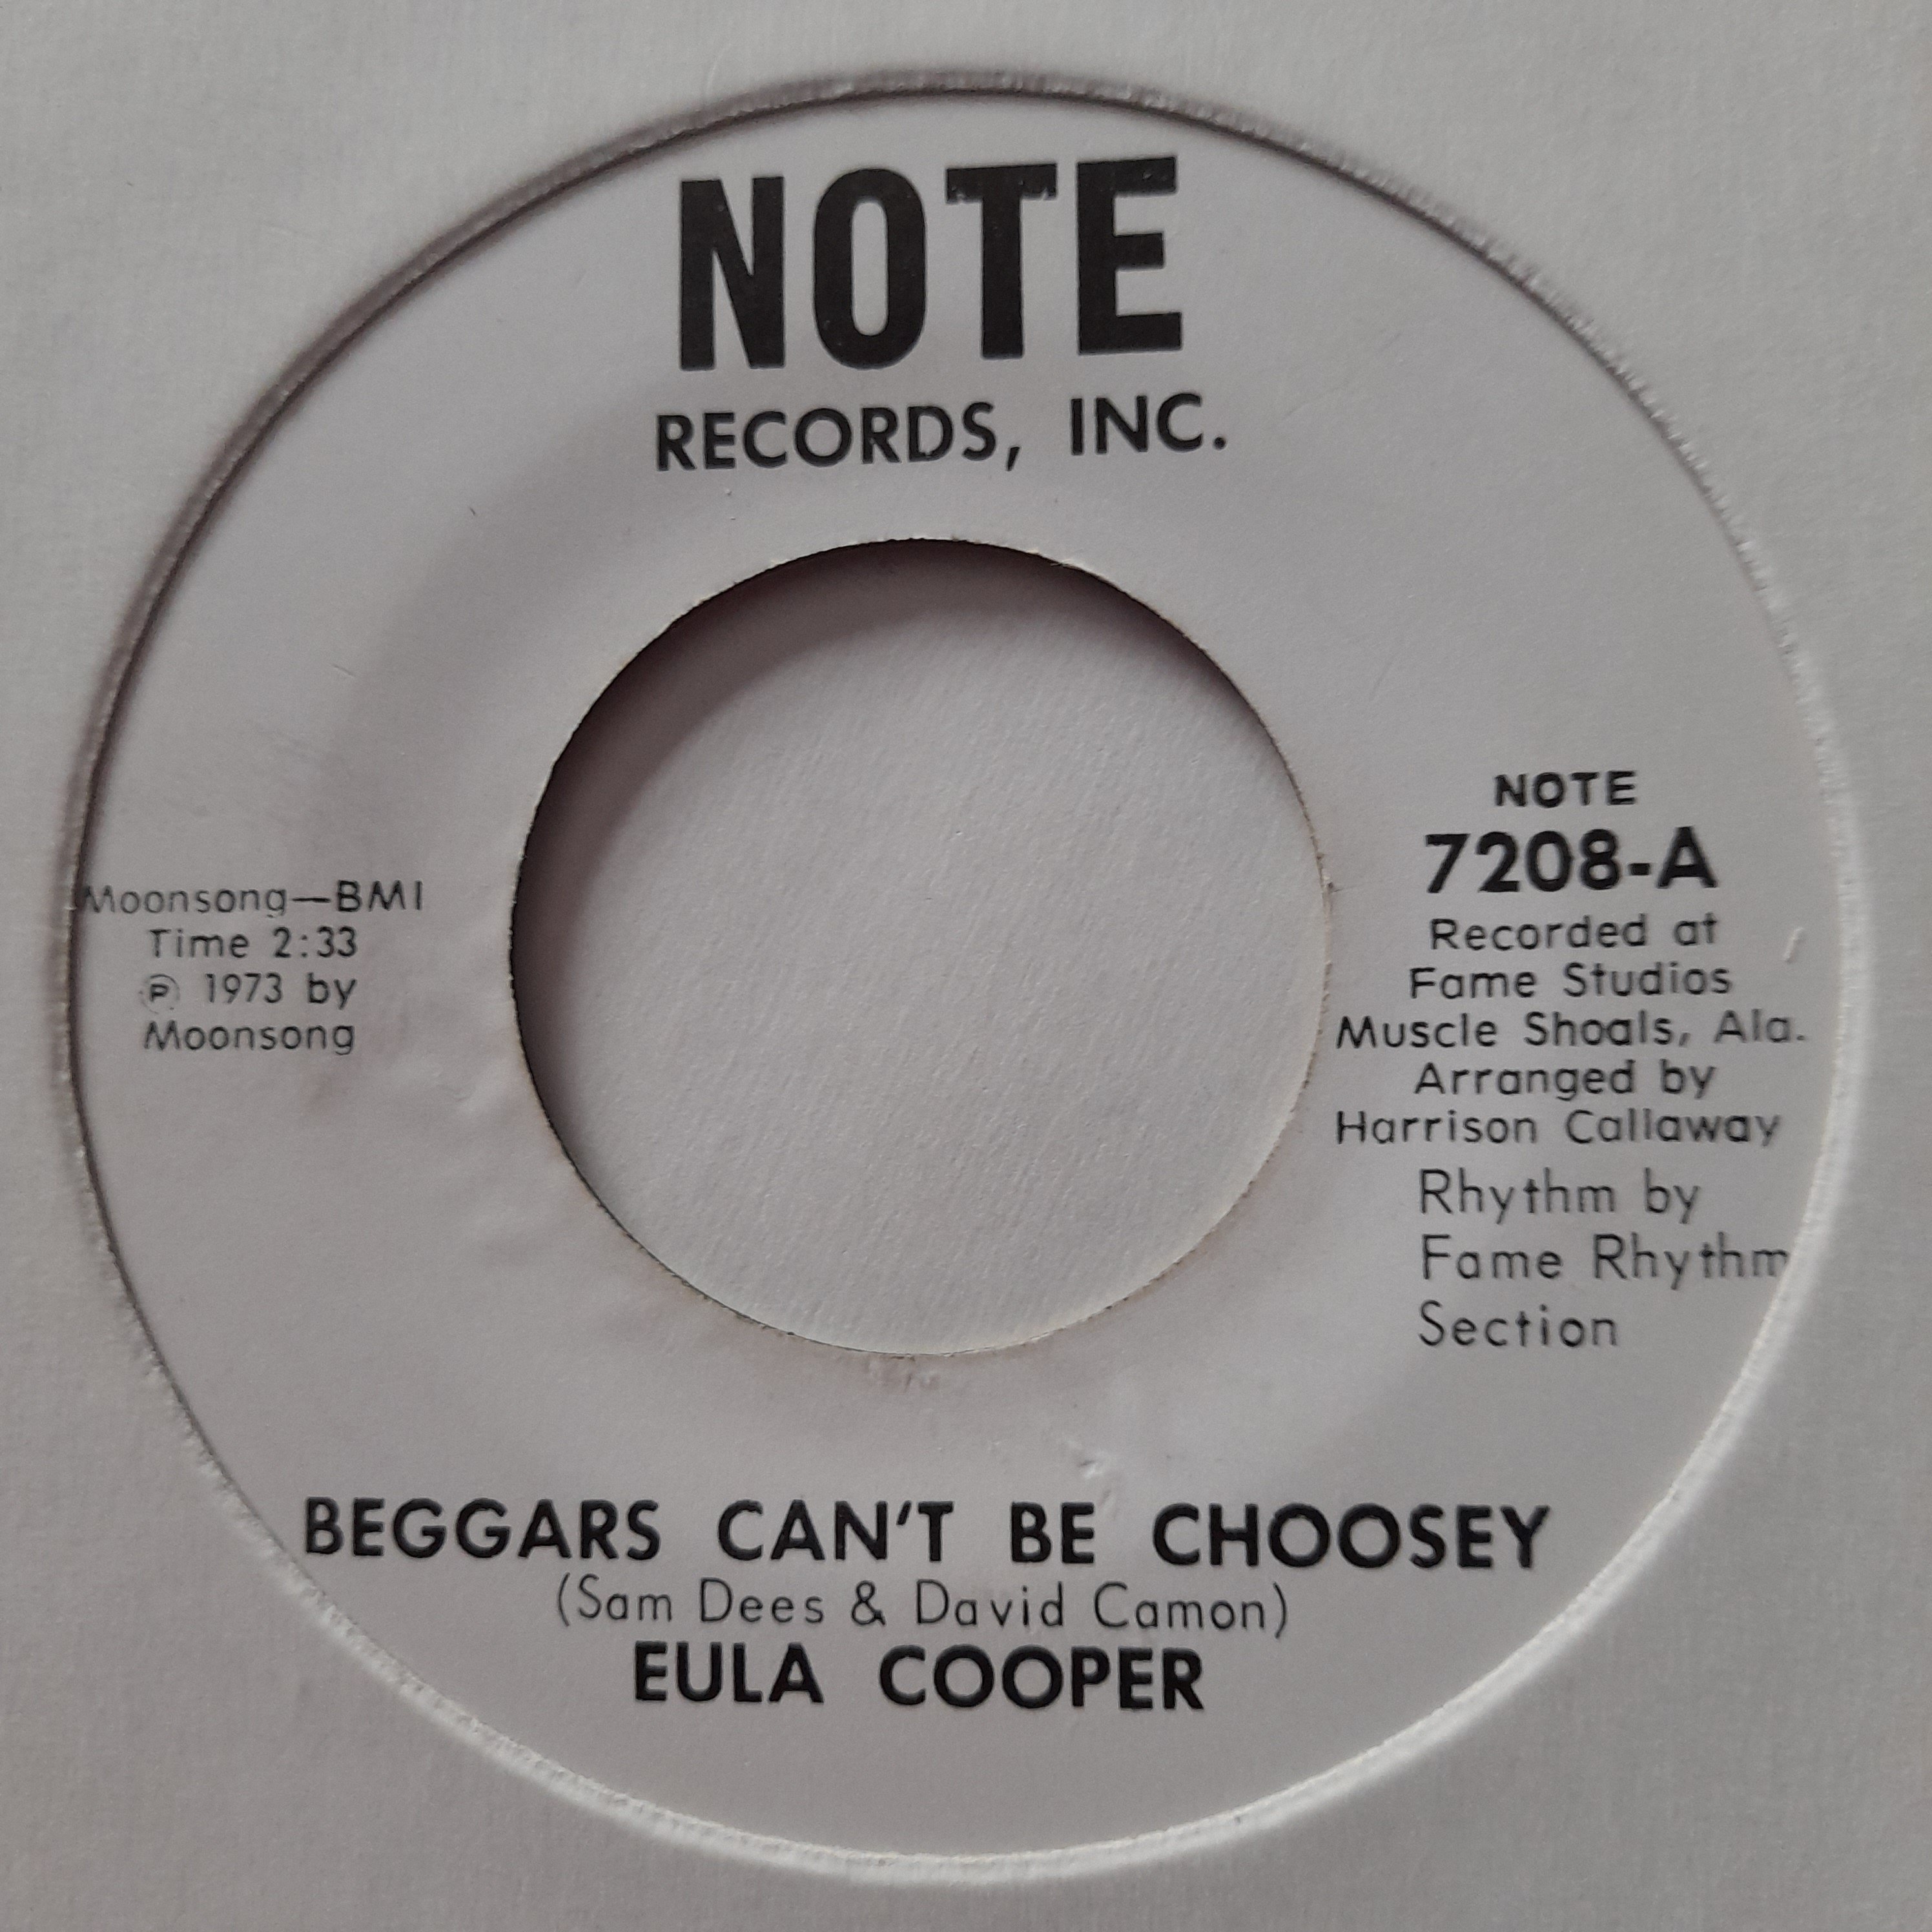 NOTE
RECORDS, INC.
Moonsong—BMI
Time 2:33
℗ 1973 by
Moonsong
NOTE
7208-A
Recorded at
Fame Studios
Muscle Shoals, Ala.
Arranged by
Harrison Callaway
Rhythm by
Fame Rhythm
Section
BEGGARS CAN'T BE CHOOSEY
(Sam Dees & David Camon)
EULA COOPER